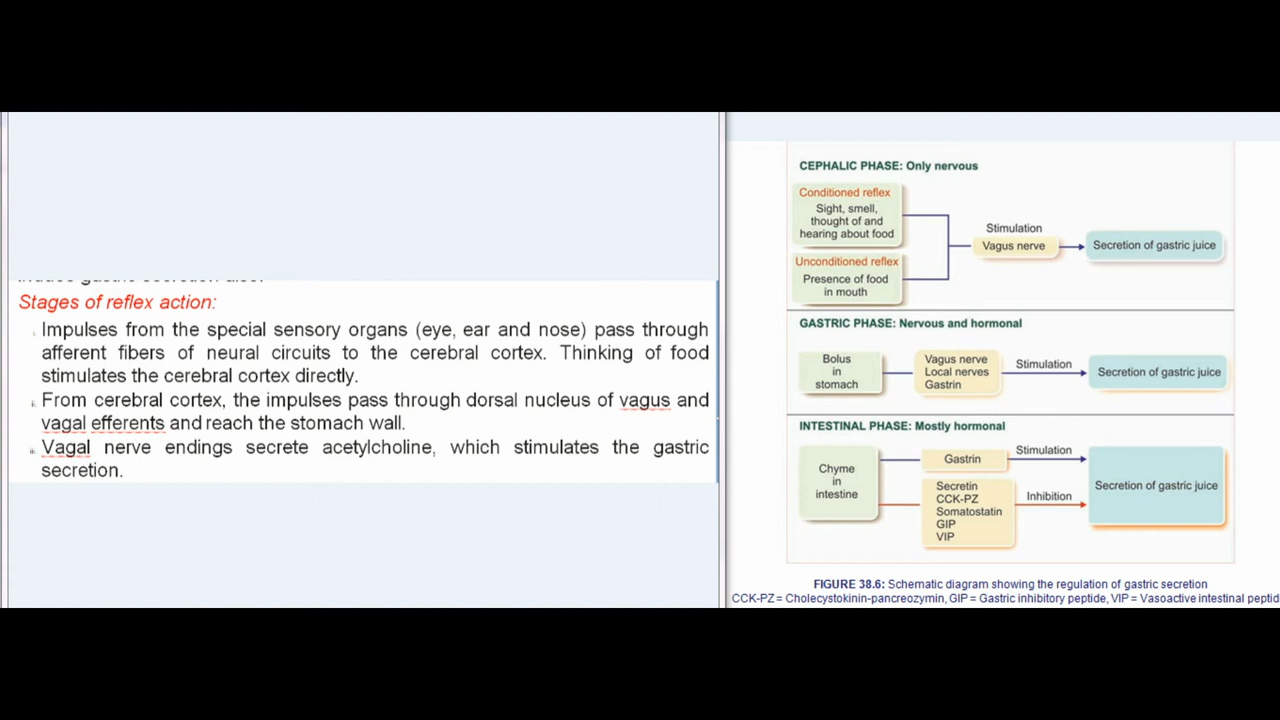 induce gastric secretion also.
Stages of reflex action:
i. Impulses from the special sensory organs (eye, ear and nose) pass through
afferent fibers of neural circuits to the cerebral cortex. Thinking of food
stimulates the cerebral cortex directly.
ii. From cerebral cortex, the impulses pass through dorsal nucleus of vagus and
vagal efferents and reach the stomach wall.
iii. Vagal nerve endings secrete acetylcholine, which stimulates the gastric
secretion.
CEPHALIC PHASE: Only nervous
Conditioned reflex
Sight, smell,
thought of and
hearing about food
Unconditioned reflex
Presence of food
in mouth
Stimulation
Vagus nerve
Secretion of gastric juice
GASTRIC PHASE: Nervous and hormonal
Bolus
in
stomach
Vagus nerve
Local nerves
Gastrin
Stimulation
Secretion of gastric juice
INTESTINAL PHASE: Mostly hormonal
Chyme
in
intestine
Gastrin
Stimulation
Secretin
CCK-PZ
Somatostatin
GIP
VIP
Inhibition
Secretion of gastric juice
FIGURE 38.6: Schematic diagram showing the regulation of gastric secretion
CCK-PZ = Cholecystokinin-pancreozymin, GIP = Gastric inhibitory peptide, VIP = Vasoactive intestinal peptid